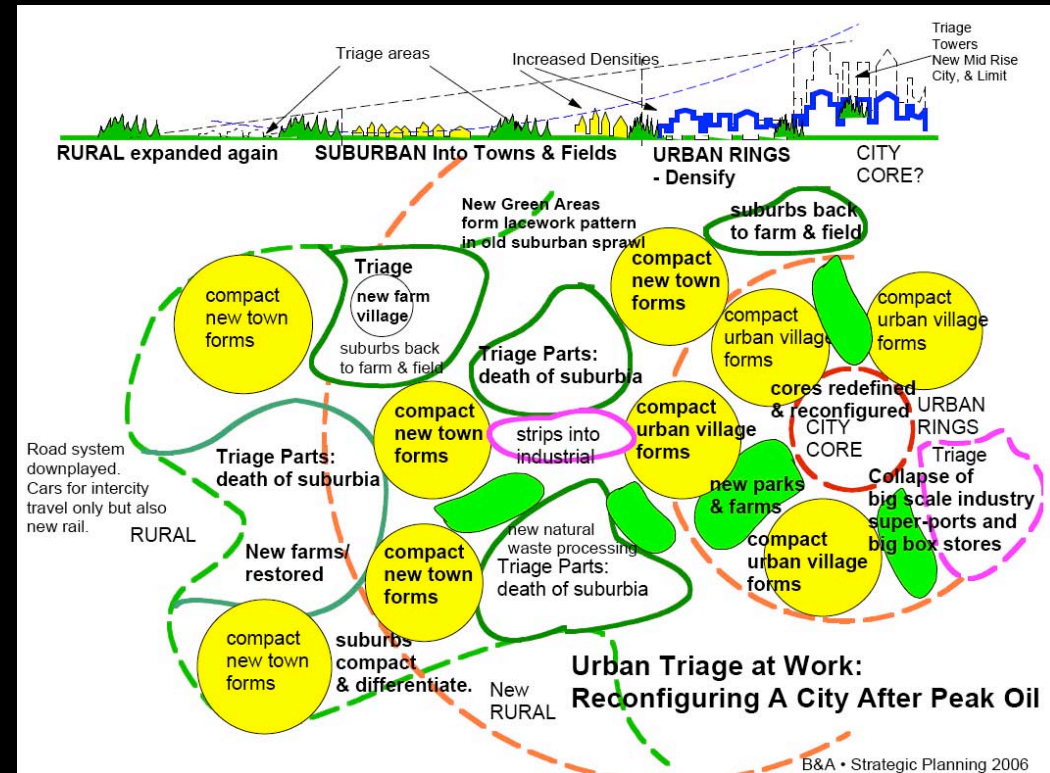 Triage areas
Increased Densities
Triage
Towers
New Mid Rise
City, & Limit
RURAL expanded again
SUBURBAN Into Towns & Fields
URBAN RINGS
- Densify
CITY
CORE?
New Green Areas
form lacework pattern
in old suburban sprawl
suburbs back
to farm & field
compact
new town
forms
Triage
new farm
village
suburbs back
to farm & field
compact
new town
forms
compact
urban village
forms
compact
urban village
forms
Triage Parts:
death of suburbia
cores redefined
& reconfigured
CITY
CORE
URBAN
RINGS
compact
new town
forms
strips into
industrial
compact
urban village
forms
Road system
downplayed.
Cars for intercity
travel only but also
new rail.
Triage Parts:
death of suburbia
RURAL
Triage
Collapse of
big scale industry
super-ports and
big box stores
new parks
& farms
New farms/
restored
compact
new town
forms
new natural
waste processing
Triage Parts:
death of suburbia
compact
urban village
forms
compact
new town
forms
suburbs
compact
& differentiate.
New
RURAL
Urban Triage at Work:
Reconfiguring A City After Peak Oil
B&A • Strategic Planning 2006